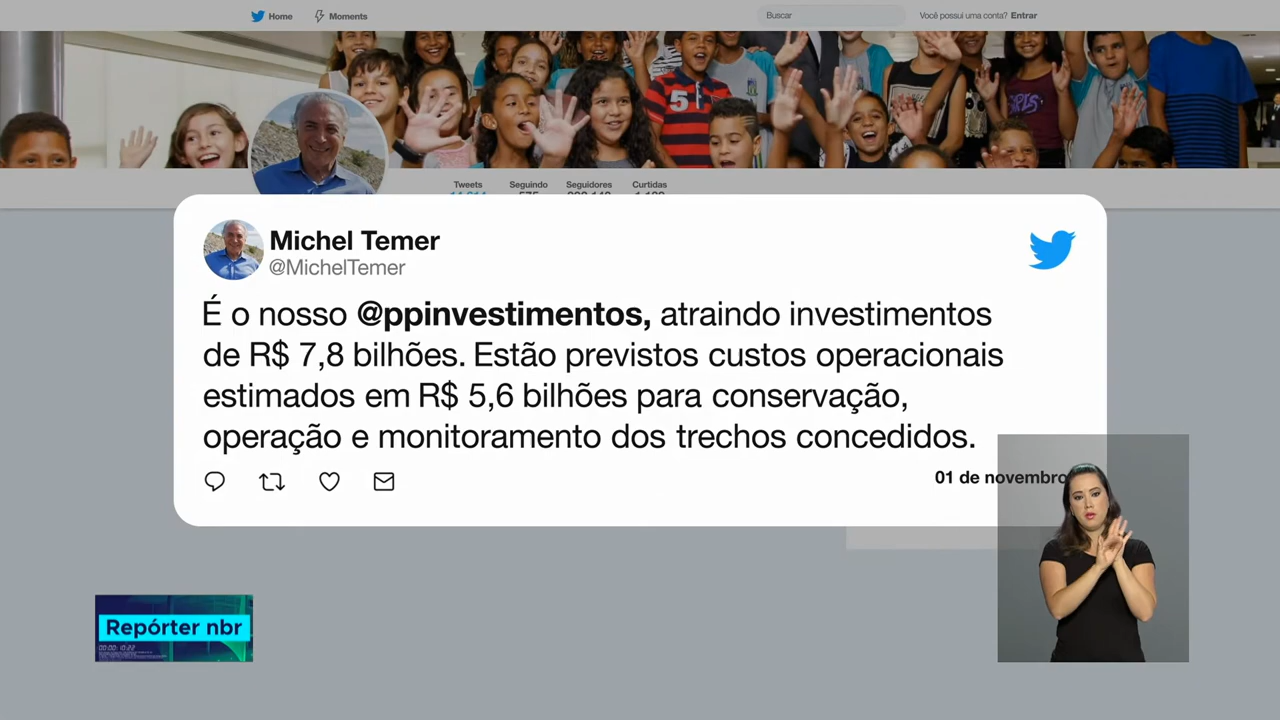 Home
Moments
Buscar
Você possui uma conta? Entrar
5
Tweets
Seguindo
Seguidores
Curtidas
Michel Temer
@MichelTemer
É o nosso @ppinvestimentos, atraindo investimentos
de R$ 7,8 bilhões. Estão previstos custos operacionais
estimados em R$ 5,6 bilhões para conservação,
operação e monitoramento dos trechos concedidos.
01 de novembro
Repórter nbr